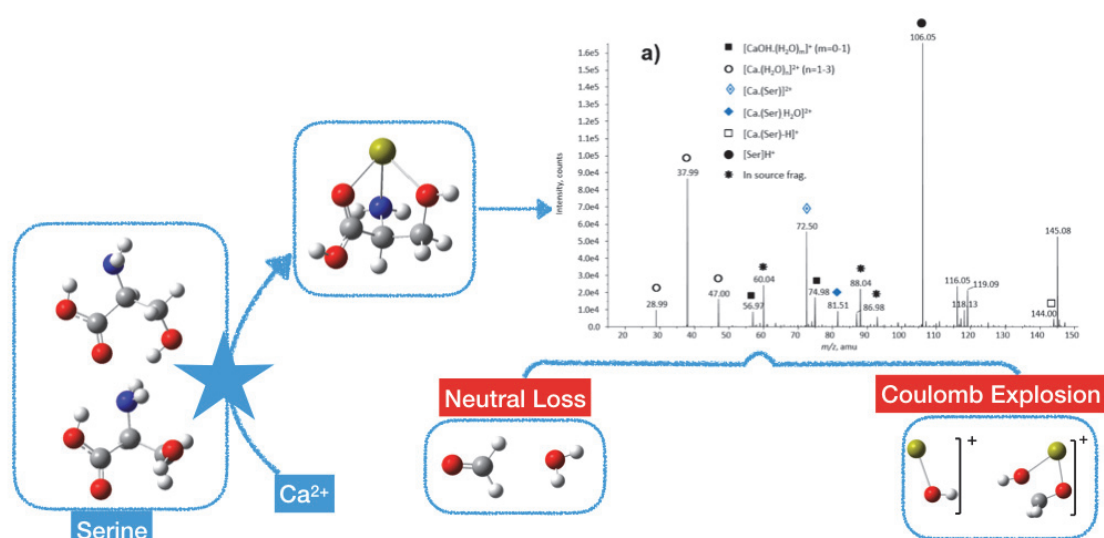 a)
[CaOH.(H2O)m]+ (m=0-1)
[Ca.(H2O)n]2+ (n=1-3)
[Ca.(Ser)]2+
[Ca.(Ser) H2O]2+
[Ca.(Ser)-H]+
[Ser]H+
In source frag.
Intensity, counts
1.6e5
1.5e5
1.4e5
1.3e5
1.2e5
1.1e5
1.0e5
9.0e4
8.0e4
7.0e4
6.0e4
5.0e4
4.0e4
3.0e4
2.0e4
1.0e4
0.0
106.05
37.99
72.50
145.08
28.99
47.00
56.97
60.04
74.98
81.51
88.04
86.98
116.05
118.13
119.09
144.00
20 30 40 50 60 70 80 90 100 110 120 130 140 150
m/z, amu
Neutral Loss
Coulomb Explosion
+
+
Ca2+
Serine